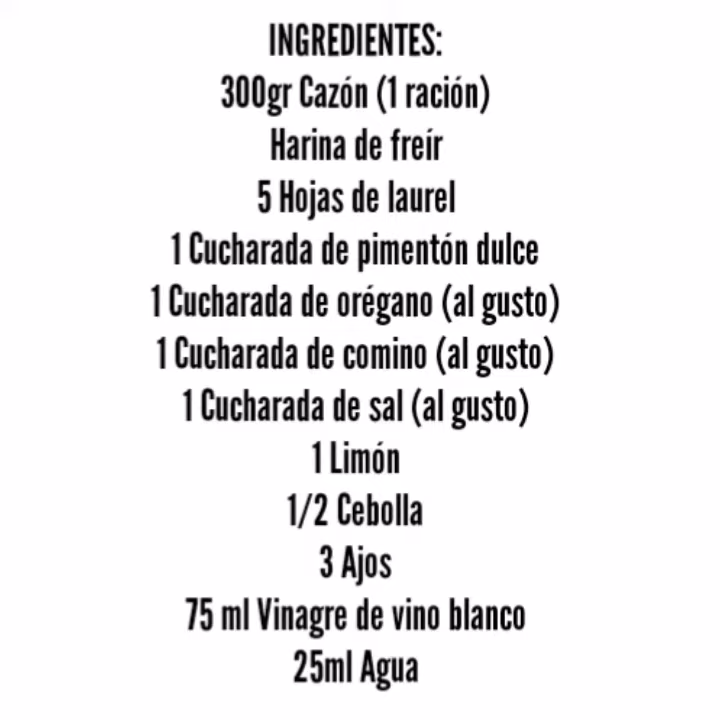 INGREDIENTES:
300gr Cazón (1 ración)
Harina de freír
5 Hojas de laurel
1 Cucharada de pimentón dulce
1 Cucharada de orégano (al gusto)
1 Cucharada de comino (al gusto)
1 Cucharada de sal (al gusto)
1 Limón
1/2 Cebolla
3 Ajos
75 ml Vinagre de vino blanco
25ml Agua